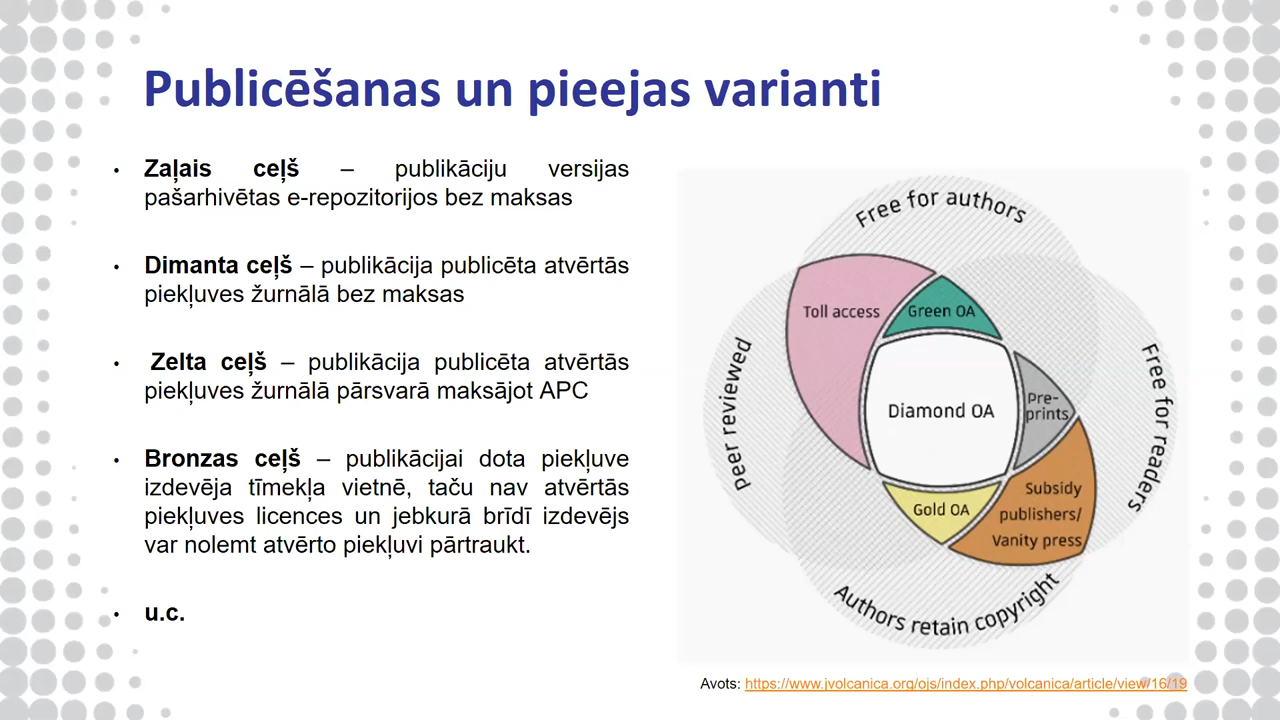 Publicēšanas un pieejas varianti
• Zaļais ceļš – publikāciju versijas
pašarhivētas e-repozitorijos bez maksas
• Dimanta ceļš – publikācija publicēta atvērtās
piekļuves žurnālā bez maksas
• Zelta ceļš – publikācija publicēta atvērtās
piekļuves žurnālā pārsvarā maksājot APC
• Bronzas ceļš – publikācijai dota piekļuve
izdevēja tīmekļa vietnē, taču nav atvērtās
piekļuves licences un jebkurā brīdī izdevējs
var nolemt atvērto piekļuvi pārtraukt.
• u.c.
Free for authors
Toll access
Green OA
Peer reviewed
Free for readers
Diamond OA
Pre-
prints
Gold OA
Subsidy
publishers/
Vanity press
Authors retain copyright
Avots: https://www.jvolcanica.org/ojs/index.php/volcanica/article/view/16/19